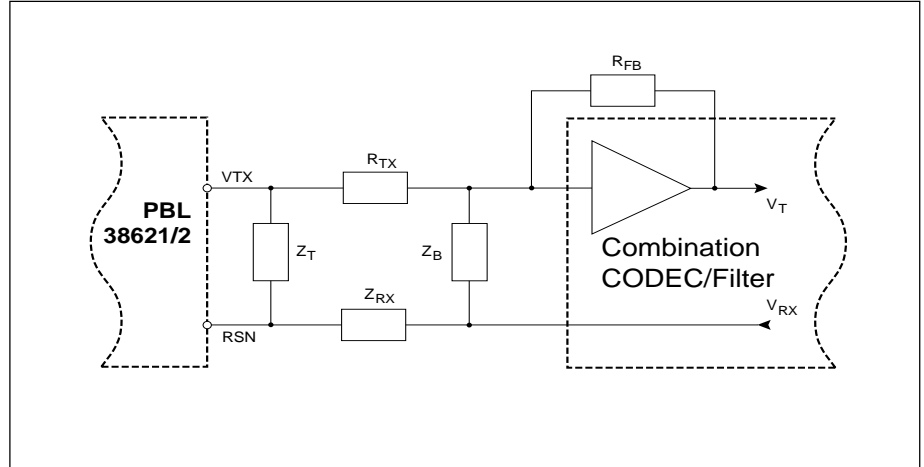 R_FB
VTX
R_TX
PBL
38621/2
Z_T
Z_B
V_T
Combination
CODEC/Filter
Z_RX
V_RX
RSN